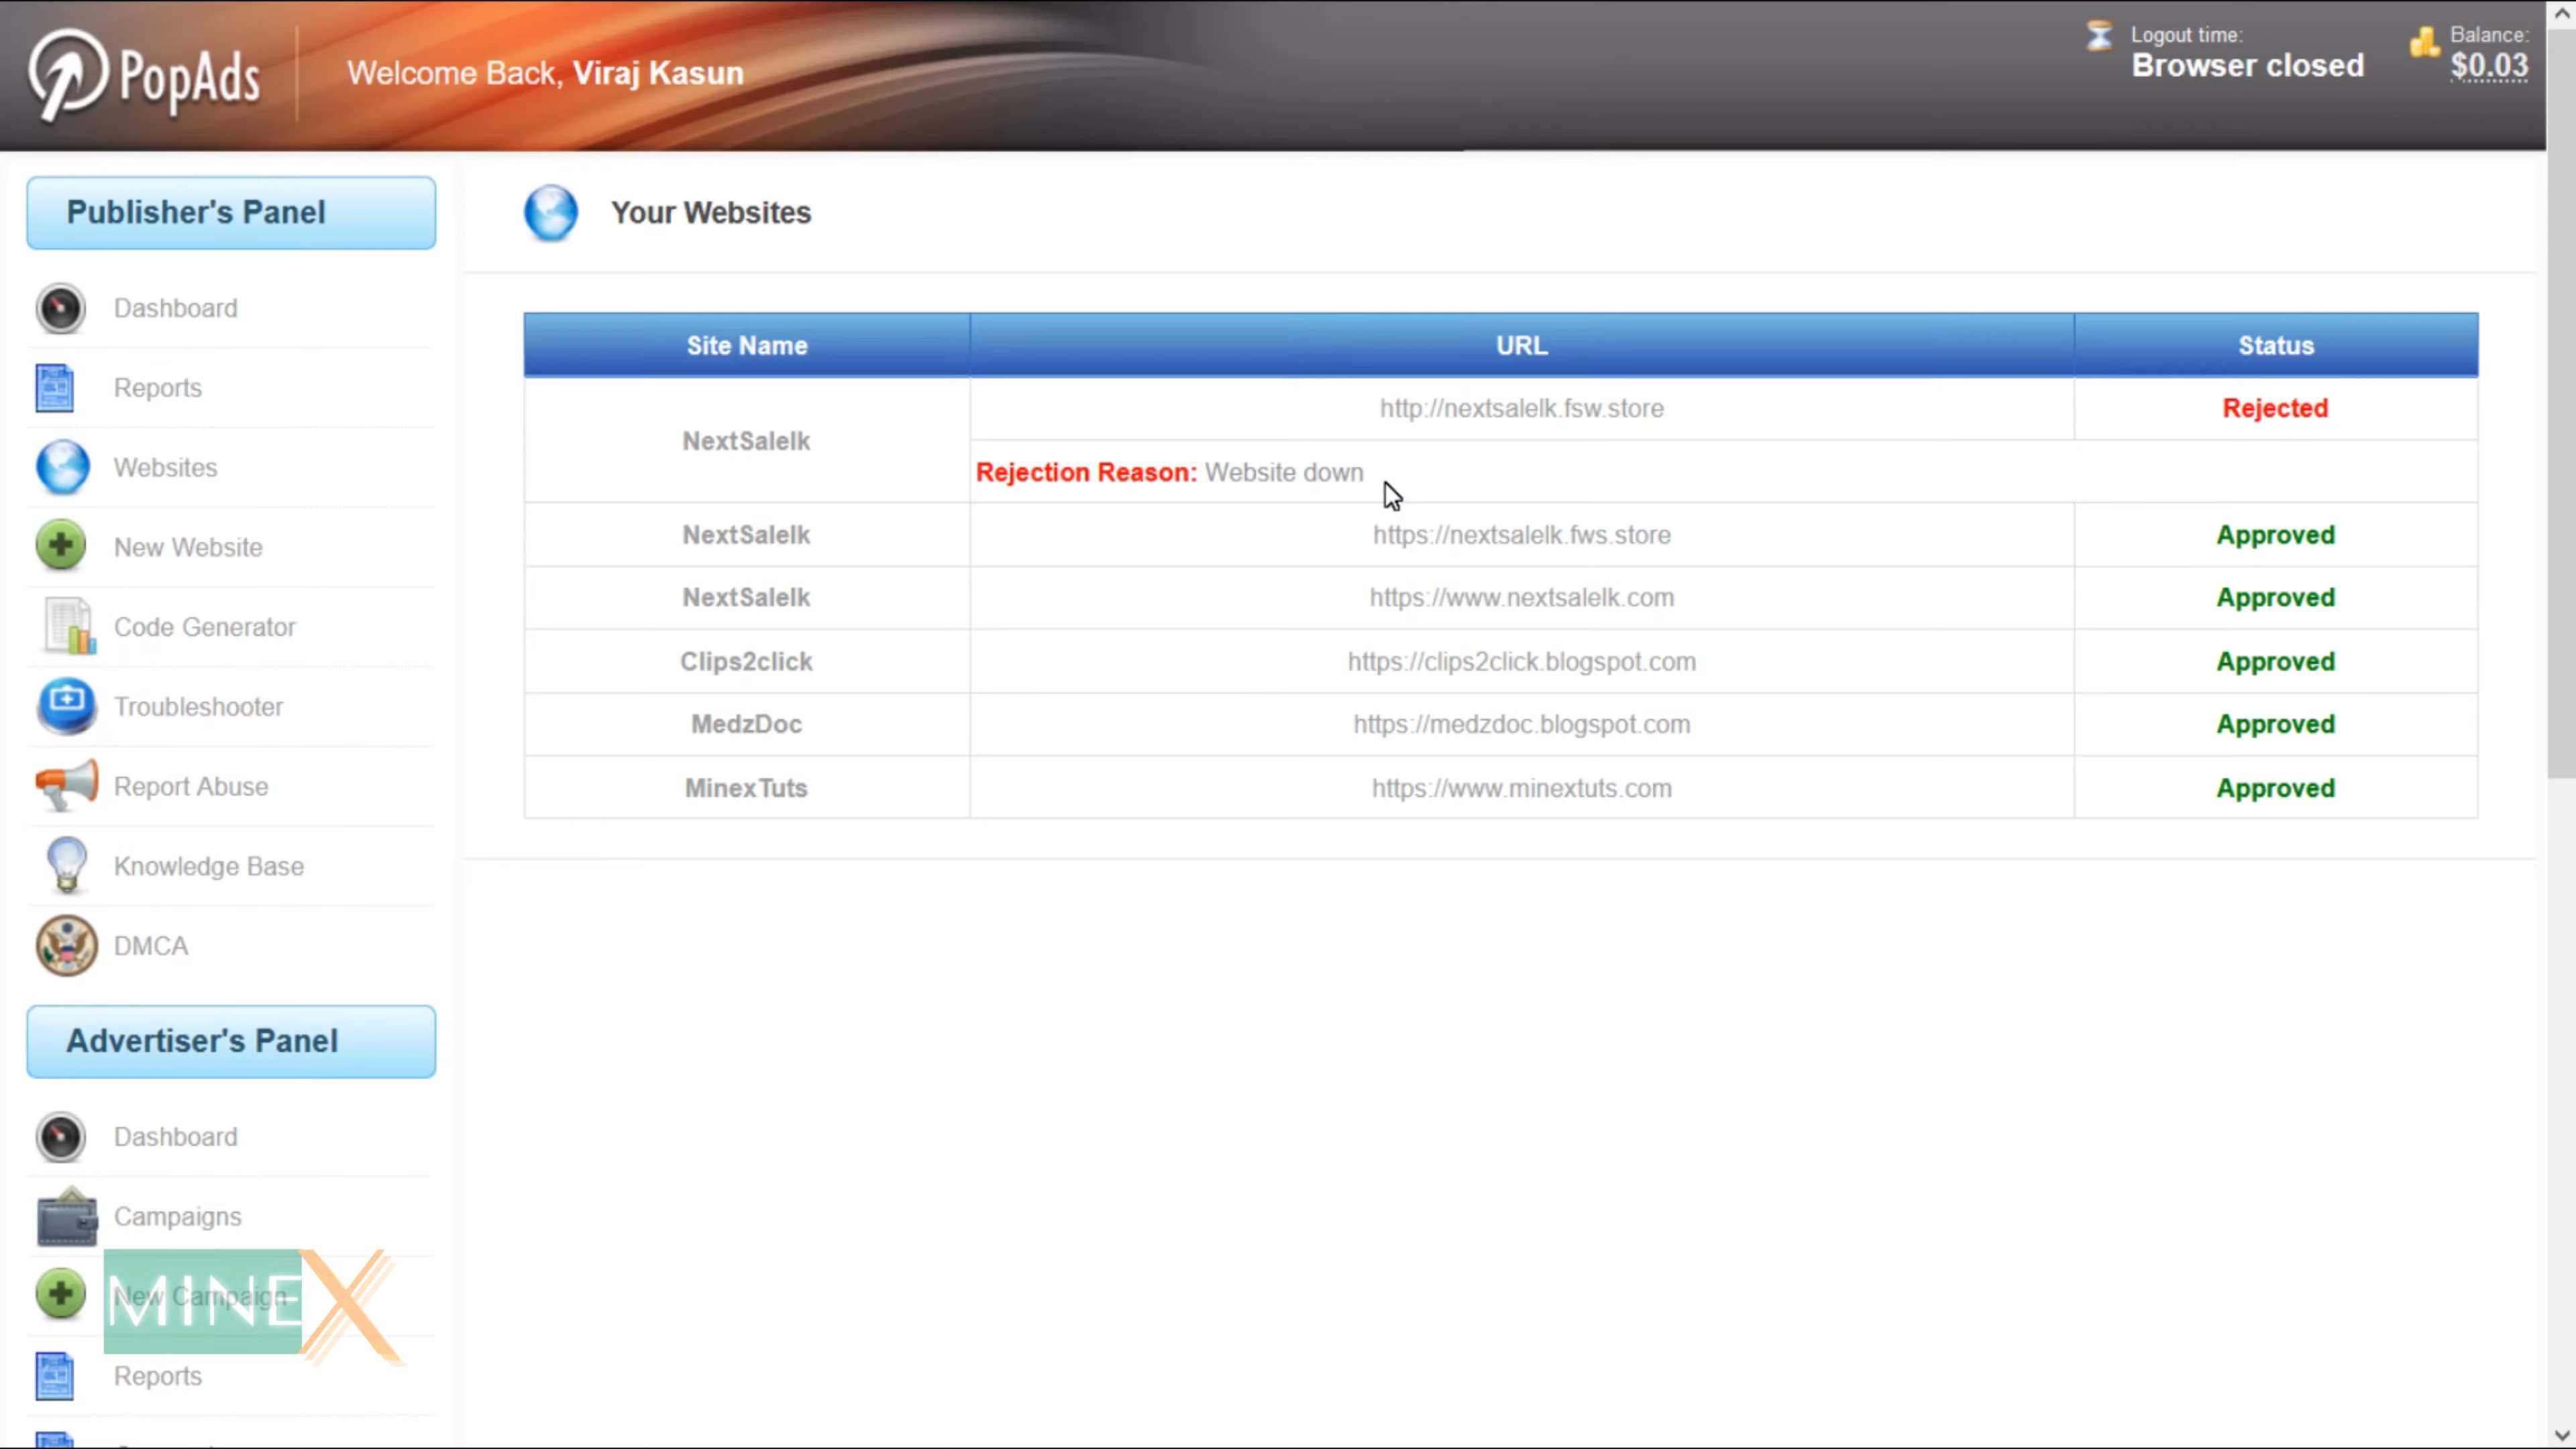 PopAds
Welcome Back, Viraj Kasun
Logout time:
Browser closed
Balance:
$0.03
Publisher's Panel
Dashboard
Reports
Websites
New Website
Code Generator
Troubleshooter
Report Abuse
Knowledge Base
DMCA
Advertiser's Panel
Dashboard
Campaigns
New Campaign
MINEX
Reports
Your Websites
Site Name URL Status
NextSalelk http://nextsalelk.fsw.store Rejected
Rejection Reason: Website down
NextSalelk https://nextsalelk.fws.store Approved
NextSalelk https://www.nextsalelk.com Approved
Clips2click https://clips2click.blogspot.com Approved
MedzDoc https://medzdoc.blogspot.com Approved
MinexTuts https://www.minextuts.com Approved